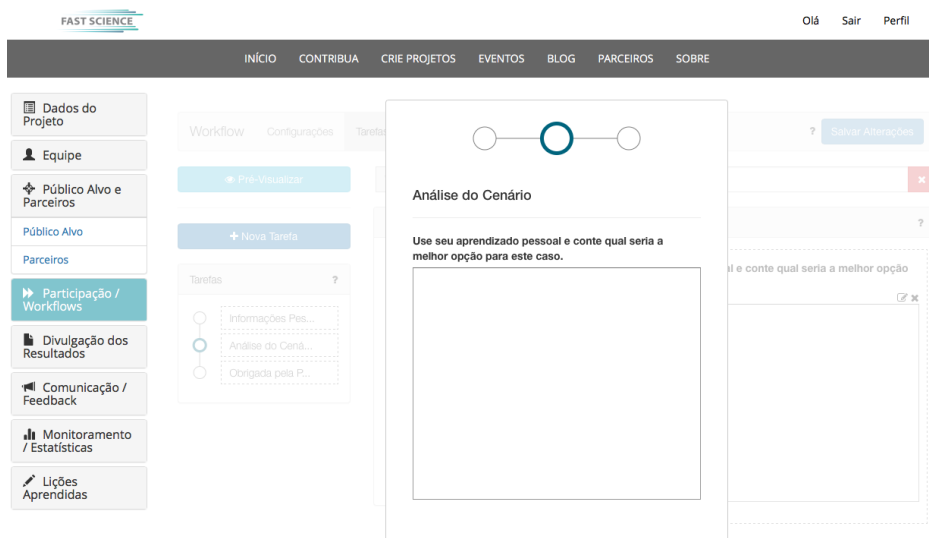 FAST SCIENCE
Olá Sair Perfil
INÍCIO CONTRIBUA CRIE PROJETOS EVENTOS BLOG PARCEIROS SOBRE
Dados do
Projeto
Equipe
Público Alvo e
Parceiros
Público Alvo
Parceiros
Participação /
Workflows
Divulgação dos
Resultados
Comunicação /
Feedback
Monitoramento
/ Estatísticas
Lições
Aprendidas
Workflow Configurações Tarefas
? Salvar Alterações
Pré-Visualizar
+ Nova Tarefa
Tarefas ?
Informações Pes...
Análise do Cená...
Obrigada pela P...
Análise do Cenário
Use seu aprendizado pessoal e conte qual seria a
melhor opção para este caso.
?
l e conte qual seria a melhor opção